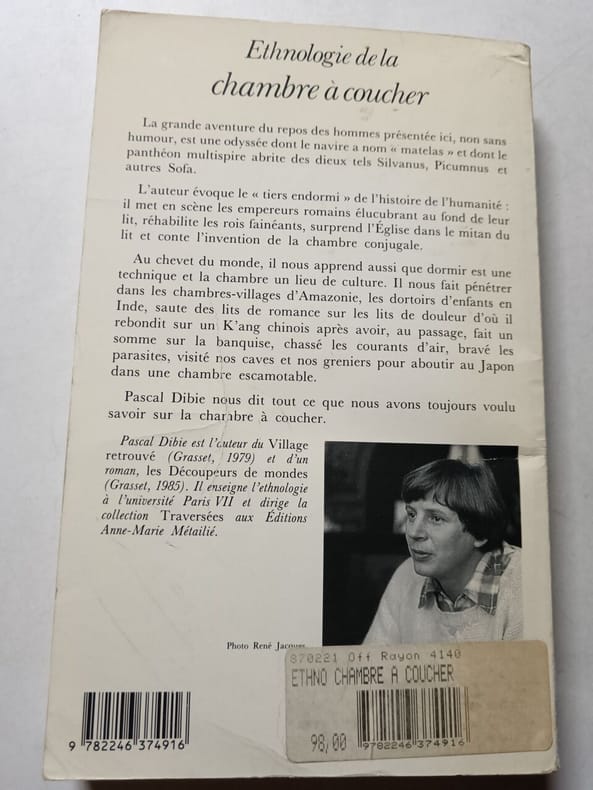 Ethnologie de la
chambre à coucher
La grande aventure du repos des hommes présentée ici, non sans
humour, est une odyssée dont le navire a nom « matelas » et dont le
panthéon multispire abrite des dieux tels Silvanus, Picumnus et
autres Sofa.
L'auteur évoque le « tiers endormi » de l'histoire de l'humanité :
il met en scène les empereurs romains élucubrant au fond de leur
lit, réhabilite les rois fainéants, surprend l'Église dans le mitan du
lit et conte l'invention de la chambre conjugale.
Au chevet du monde, il nous apprend aussi que dormir est une
technique et la chambre un lieu de culture. Il nous fait pénétrer
dans les chambres-villages d'Amazonie, les dortoirs d'enfants en
Inde, saute des lits de romance sur les lits de douleur d'où il
rebondit sur un K'ang chinois après avoir, au passage, fait un
somme sur la banquise, chassé les courants d'air, bravé les
parasites, visité nos caves et nos greniers pour aboutir au Japon
dans une chambre escamotable.
Pascal Dibie nous dit tout ce que nous avons toujours voulu
savoir sur la chambre à coucher.
Pascal Dibie est l'auteur du Village
retrouvé (Grasset, 1979) et d'un
roman, les Découpeurs de mondes
(Grasset, 1985). Il enseigne l'ethnologie
à l'université Paris VII et dirige la
collection Traversées aux Éditions
Anne-Marie Métailié.
Photo René Jacques
870221 Off Rayon 4140
ETHNO CHAMBRE A COUCHER
98,00
9782246374916
9 782246 374916